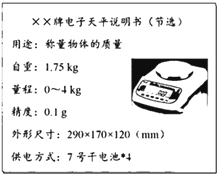 ××牌电子天平说明书（节选）
用途：称量物体的质量
自重：1.75 kg
量程：0～4 kg
精度：0.1 g
外形尺寸：290×170×120（mm）
供电方式：7 号干电池*4